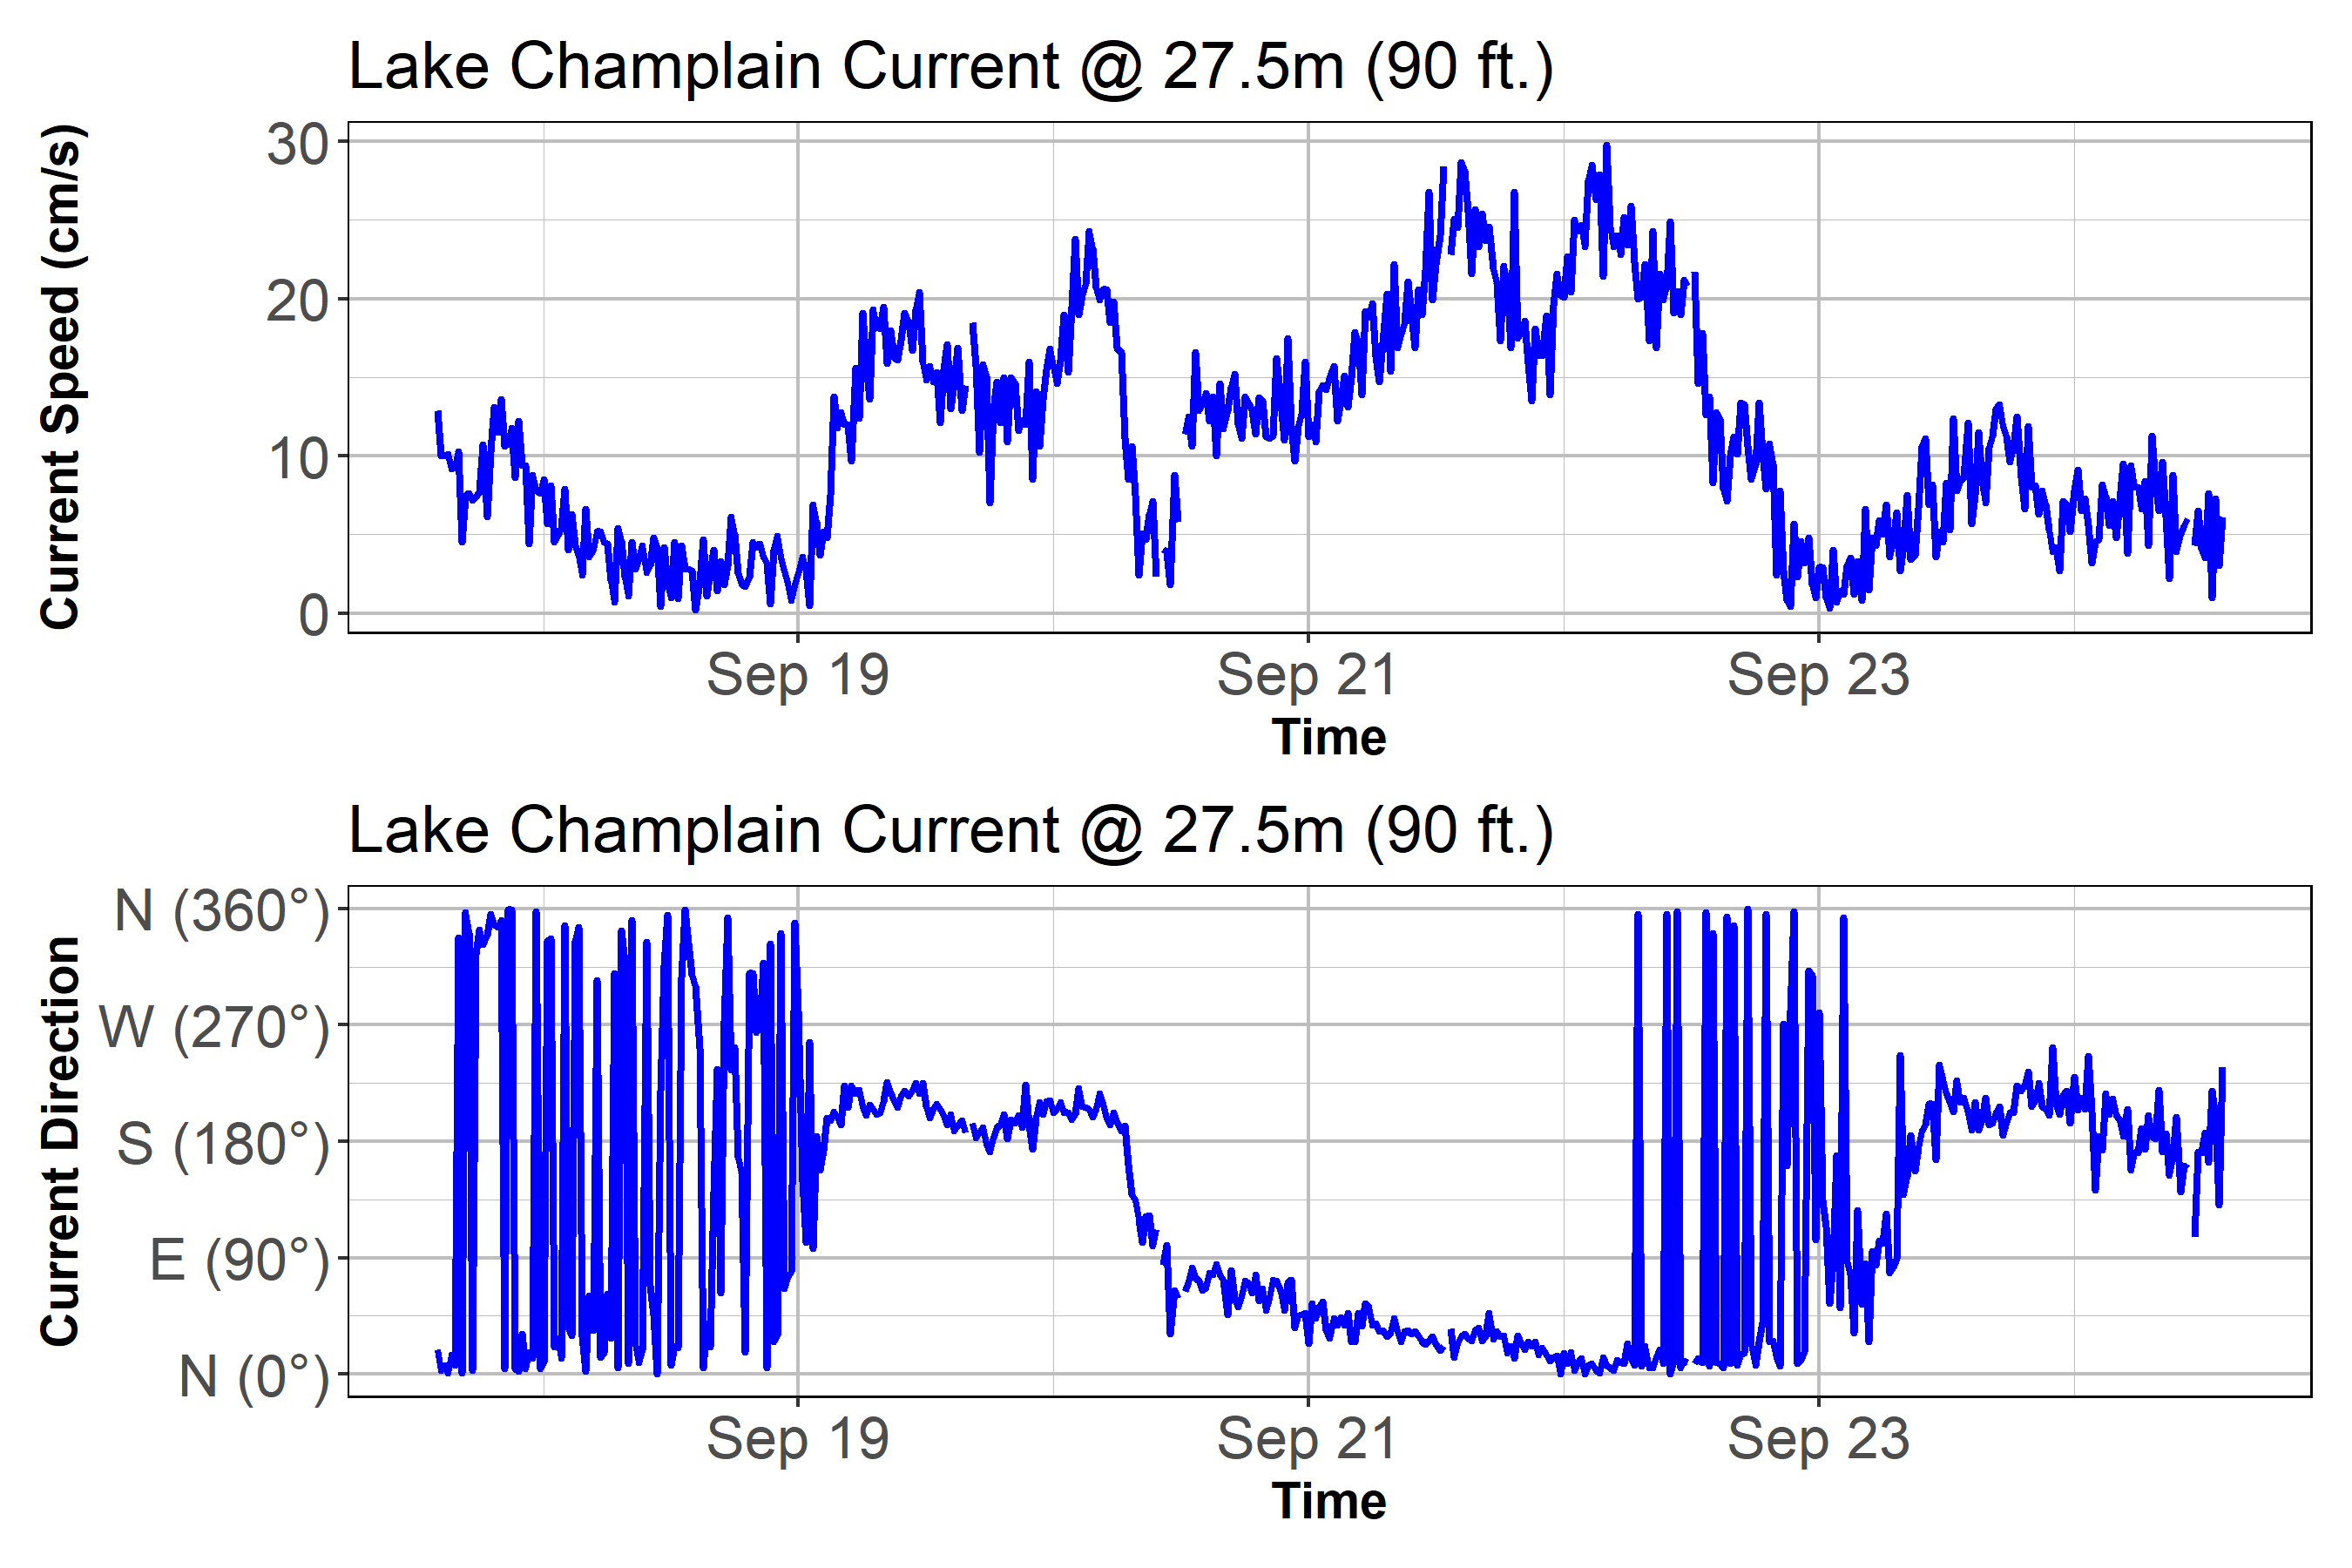 Lake Champlain Current @ 27.5m (90 ft.)
Current Speed (cm/s)
30
20
10
0
Sep 19 Sep 21 Sep 23
Time
Lake Champlain Current @ 27.5m (90 ft.)
Current Direction
N (360°)
W (270°)
S (180°)
E (90°)
N (0°)
Sep 19 Sep 21 Sep 23
Time